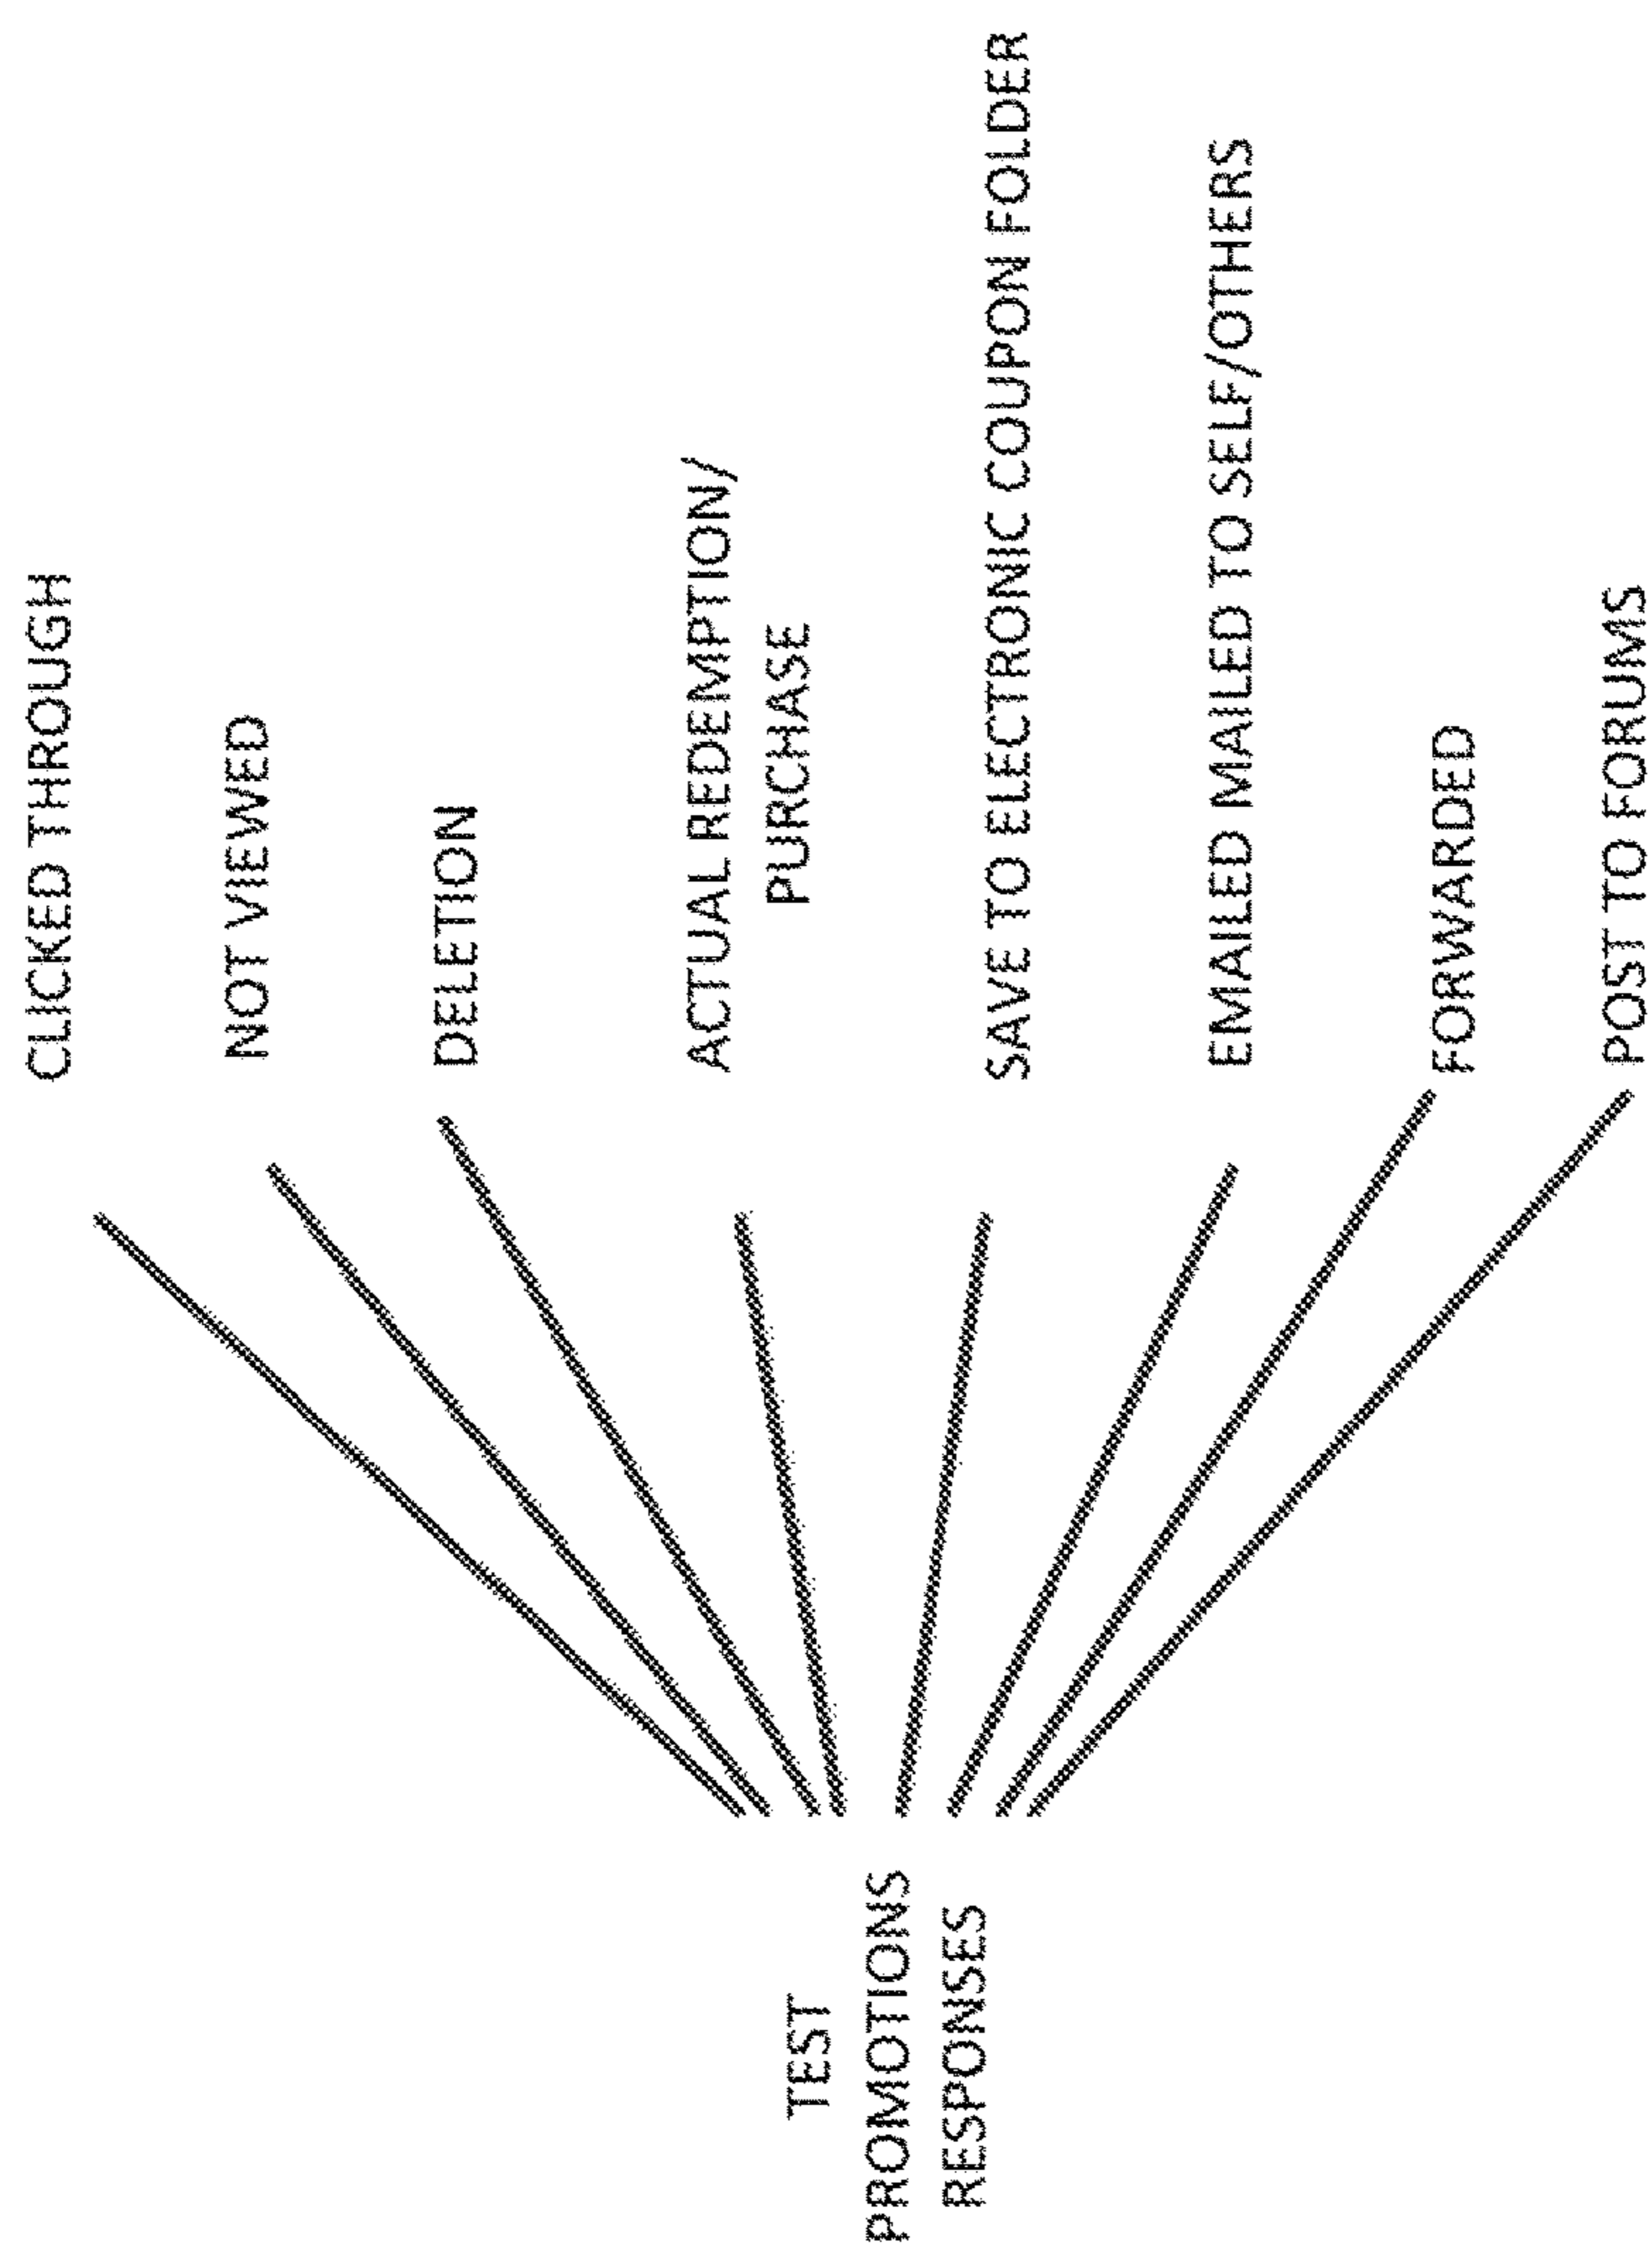 TEST
PROMOTIONS
RESPONSES
CLICKED THROUGH
NOT VIEWED
DELETION
ACTUAL REDEMPTION/
PURCHASE
SAVE TO ELECTRONIC COUPON FOLDER
EMAILED MAILED TO SELF/OTHERS
FORWARDED
POST TO FORUMS